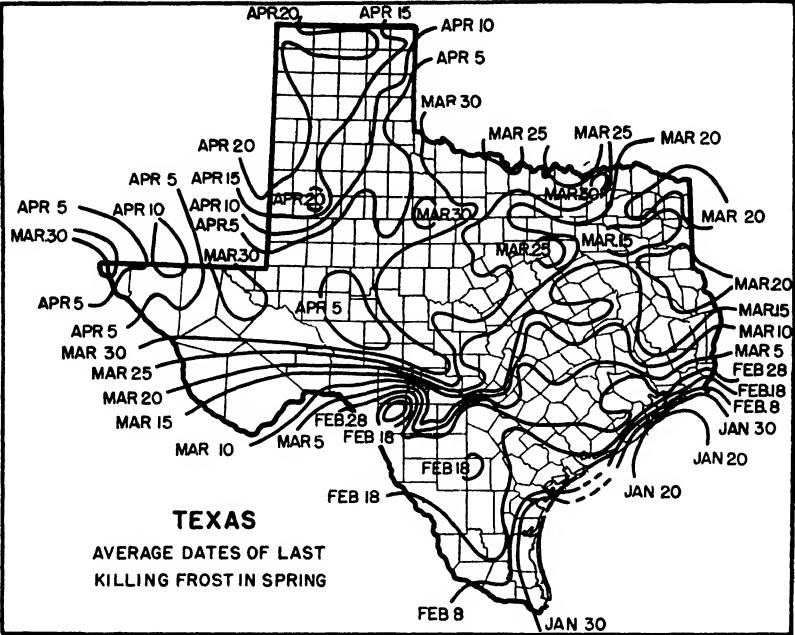 APR.20 APR 15
APR 10
APR 5
MAR 30
MAR 25 MAR 25
MAR 20
APR 20
APR 5
APR 15
APR 20
APR 10
APR 5 APR 10
APR.5
MAR.30
MAR.20
MAR 20
MAR.30
MAR.30
MAR.25
MAR.15
MAR 20
APR 5
APR 5
MAR 15
APR 5
MAR 10
MAR 30
MAR 5
MAR 25
FEB 28
MAR 20
FEB.18
MAR 15
FEB. 8
FEB.28
JAN 30
MAR 10
MAR 5
FEB 18
JAN 20
FEB 18
JAN 20
FEB 18
TEXAS
AVERAGE DATES OF LAST
KILLING FROST IN SPRING
FEB 8
JAN 30